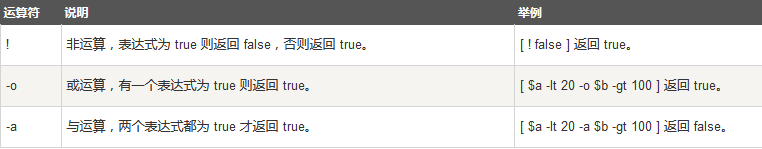 运算符 说明 举例
! 非运算，表达式为 true 则返回 false，否则返回 true。 [ ! false ] 返回 true。
-o 或运算，有一个表达式为 true 则返回 true。 [ $a -lt 20 -o $b -gt 100 ] 返回 true。
-a 与运算，两个表达式都为 true 才返回 true。 [ $a -lt 20 -a $b -gt 100 ] 返回 false。